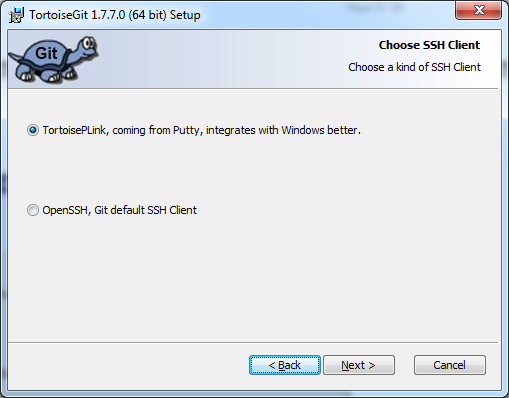 TortoiseGit 1.7.7.0 (64 bit) Setup
Git
Choose SSH Client
Choose a kind of SSH Client
TortoisePLink, coming from Putty, integrates with Windows better.
OpenSSH, Git default SSH Client
< Back
Next >
Cancel